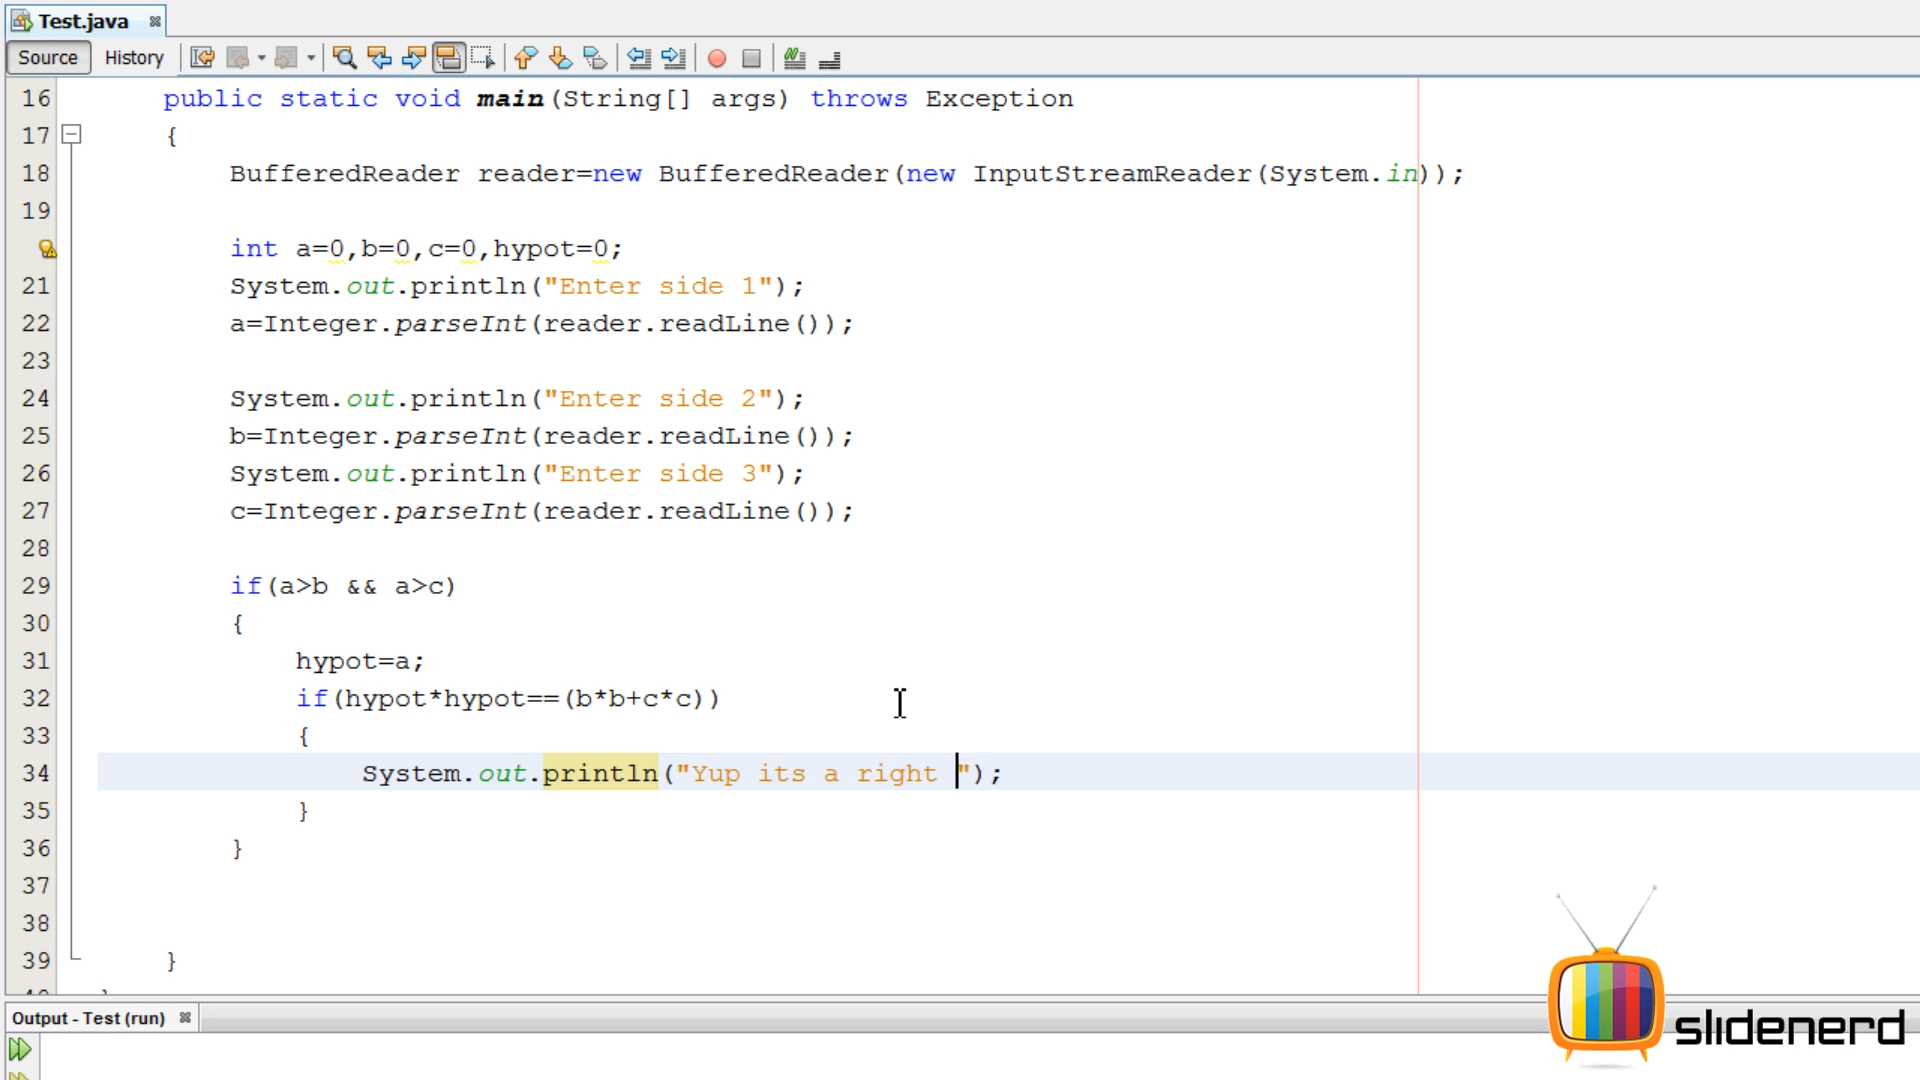 Test.java
Source History
16 public static void main(String[] args) throws Exception
17 {
18 BufferedReader reader=new BufferedReader(new InputStreamReader(System.in));
19
int a=0,b=0,c=0,hypot=0;
21 System.out.println("Enter side 1");
22 a=Integer.parseInt(reader.readLine());
23
24 System.out.println("Enter side 2");
25 b=Integer.parseInt(reader.readLine());
26 System.out.println("Enter side 3");
27 c=Integer.parseInt(reader.readLine());
28
29 if(a>b && a>c)
30 {
31 hypot=a;
32 if(hypot*hypot==(b*b+c*c))
33 {
34 System.out.println("Yup its a right ");
35 }
36 }
37
38
39 }
Output - Test (run)
slidenerd